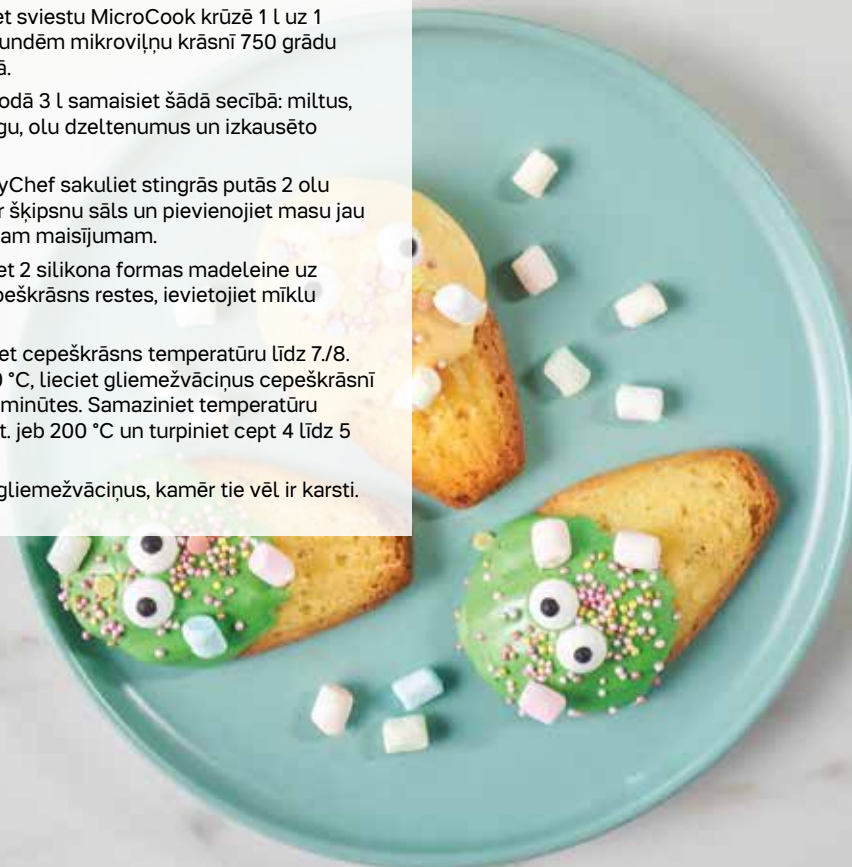 et sviestu MicroCook krūzē 1 l uz 1
undēm mikroviļņu krāsnī 750 grādu
ā.
odā 3 l samaisiet šādā secībā: miltus,
gu, olu dzeltenumus un izkausēto
yChef sakuliet stingrās putās 2 olu
r šķipsnu sāls un pievienojiet masu jau
am maisījumam.
et 2 silikona formas madeleine uz
peškrāsns restes, ievietojiet mīklu
et cepeškrāsns temperatūru līdz 7./8.
0 °C, lieciet gliemežvāciņus cepeškrāsnī
minūtes. Samaziniet temperatūru
t. jeb 200 °C un turpiniet cept 4 līdz 5
gliemežvāciņus, kamēr tie vēl ir karsti.